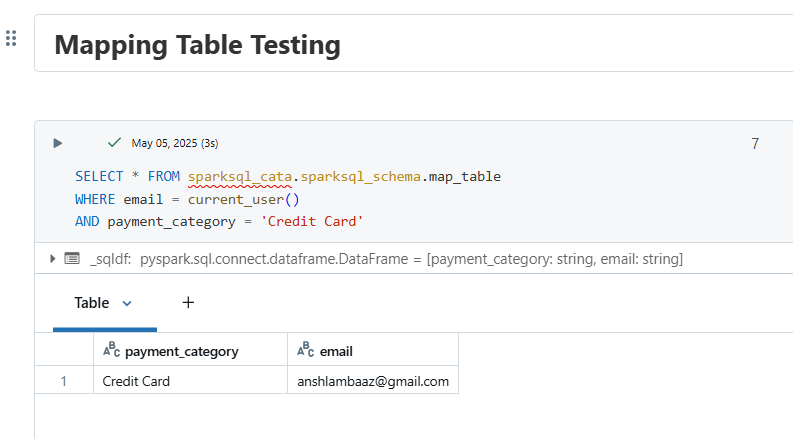 Mapping Table Testing
May 05, 2025 (3s)
7
SELECT * FROM sparksql_cata.sparksql_schema.map_table
WHERE email = current_user()
AND payment_category = 'Credit Card'
_sqldf: pyspark.sql.connect.dataframe.DataFrame = [payment_category: string, email: string]
Table +
ABC payment_category ABC email
1 Credit Card anshlambaaz@gmail.com